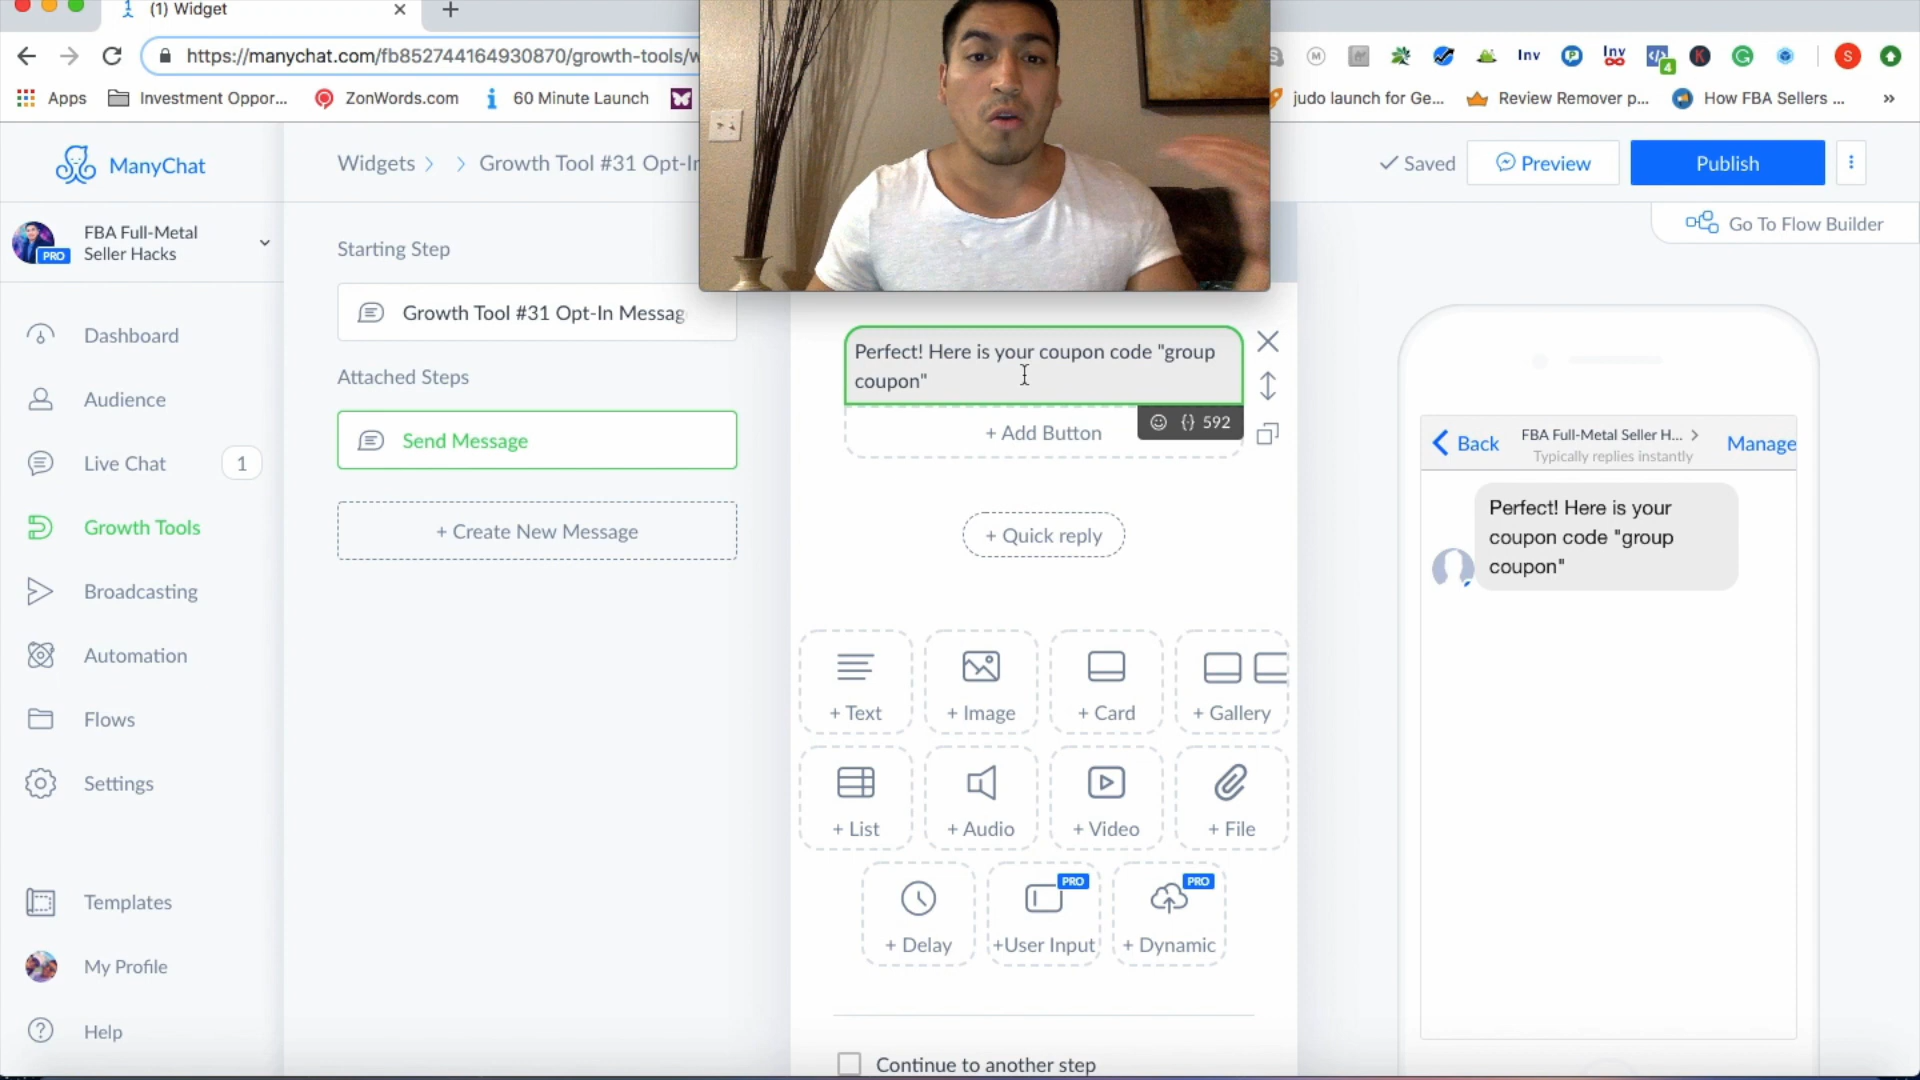 (1) Widget
https://manychat.com/fb852744164930870/growth-tools/w
M
Inv
Inv
4
K
G
S
Apps
Investment Oppor...
ZonWords.com
60 Minute Launch
judo launch for Ge...
Review Remover p...
How FBA Sellers ...
»
ManyChat
Widgets
Growth Tool #31 Opt-In
Saved
Preview
Publish
FBA Full-Metal
Seller Hacks
PRO
Go To Flow Builder
Dashboard
Audience
Live Chat
1
Growth Tools
Broadcasting
Automation
Flows
Settings
Templates
My Profile
Help
Starting Step
Growth Tool #31 Opt-In Messag
Attached Steps
Send Message
+ Create New Message
Perfect! Here is your coupon code "group
coupon"
592
+ Add Button
+ Quick reply
+ Text
+ Image
+ Card
+ Gallery
+ List
+ Audio
+ Video
+ File
PRO
PRO
+ Delay
+User Input
+ Dynamic
Continue to another step
Back
FBA Full-Metal Seller H...
Typically replies instantly
Manage
Perfect! Here is your
coupon code "group
coupon"